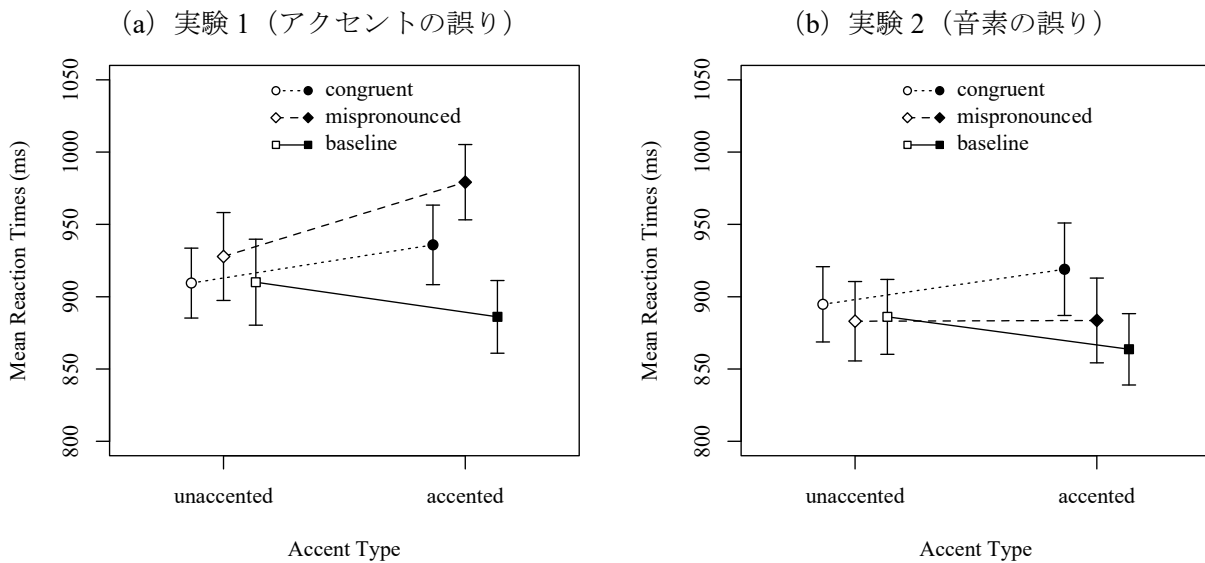 (a) 実験 1（アクセントの誤り）
1050
1000
950
900
850
800
Mean Reaction Times (ms)
congruent
mispronounced
baseline
unaccented
accented
Accent Type
(b) 実験 2（音素の誤り）
1050
1000
950
900
850
800
Mean Reaction Times (ms)
congruent
mispronounced
baseline
unaccented
accented
Accent Type